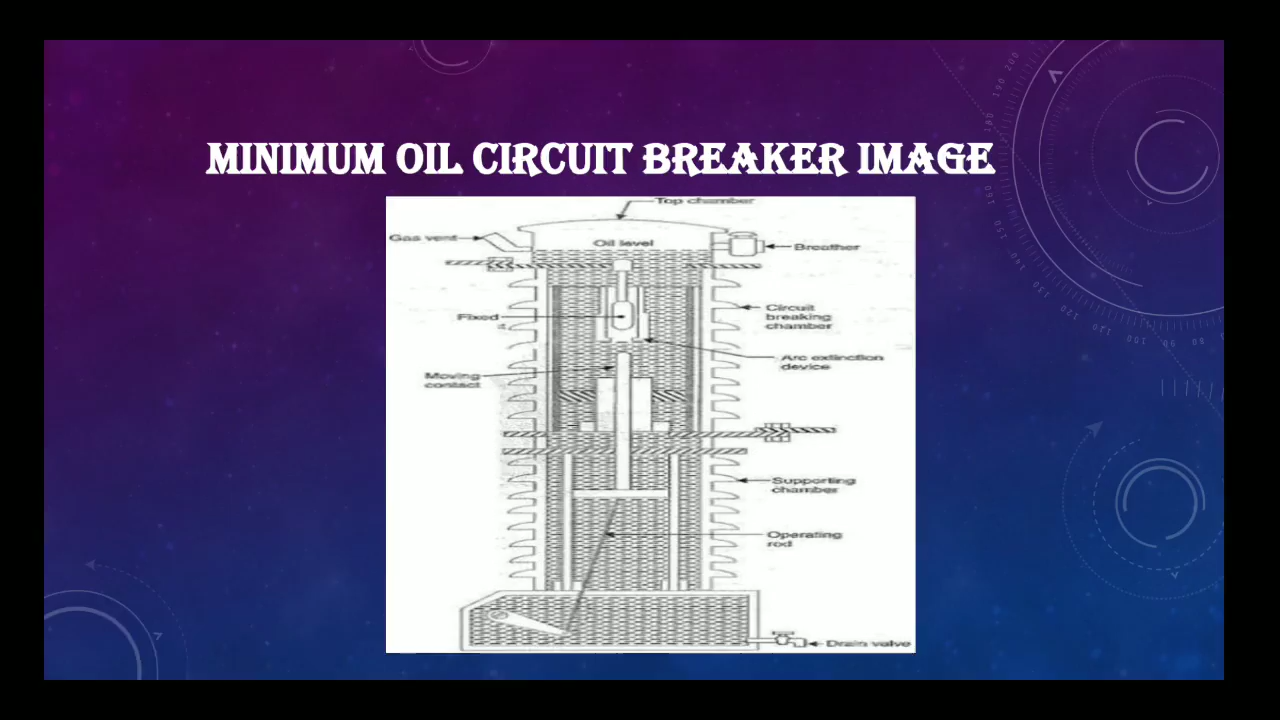 MINIMUM OIL CIRCUIT BREAKER IMAGE
Top chamber
Gas vent
Oil level
Breather
Fixed
Circuit
breaking
chamber
Arc extinction
device
Moving
contact
Supporting
chamber
Operating
rod
Drain valve